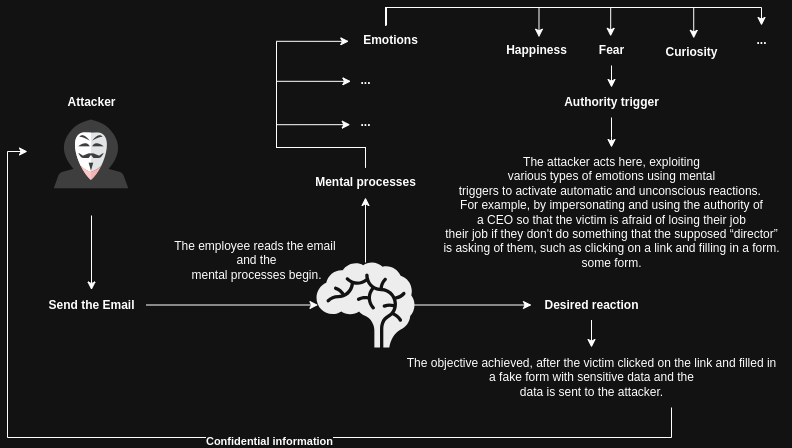 Emotions
Happiness
Fear
Curiosity
...
...
...
Attacker
Authority trigger
Mental processes
The attacker acts here, exploiting
various types of emotions using mental
triggers to activate automatic and unconscious reactions.
For example, by impersonating and using the authority of
a CEO so that the victim is afraid of losing their job
their job if they don't do something that the supposed “director”
is asking of them, such as clicking on a link and filling in a form.
some form.
The employee reads the email
and the
mental processes begin.
Send the Email
Desired reaction
The objective achieved, after the victim clicked on the link and filled in
a fake form with sensitive data and the
data is sent to the attacker.
Confidential information